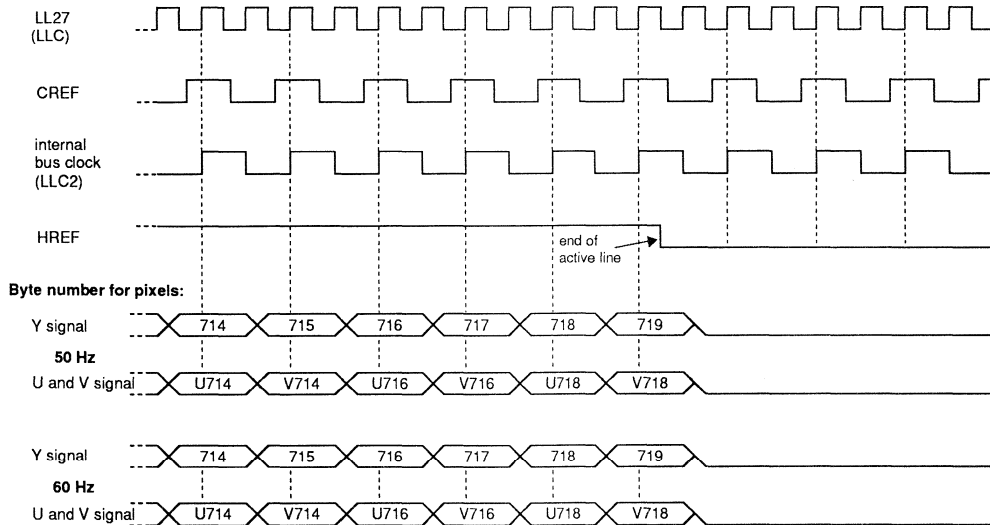 LL27
(LLC)
CREF
internal
bus clock
(LLC2)
HREF
end of
active line
Byte number for pixels:
Y signal 714 715 716 717 718 719
50 Hz
U and V signal U714 V714 U716 V716 U718 V718
Y signal 714 715 716 717 718 719
60 Hz
U and V signal U714 V714 U716 V716 U718 V718